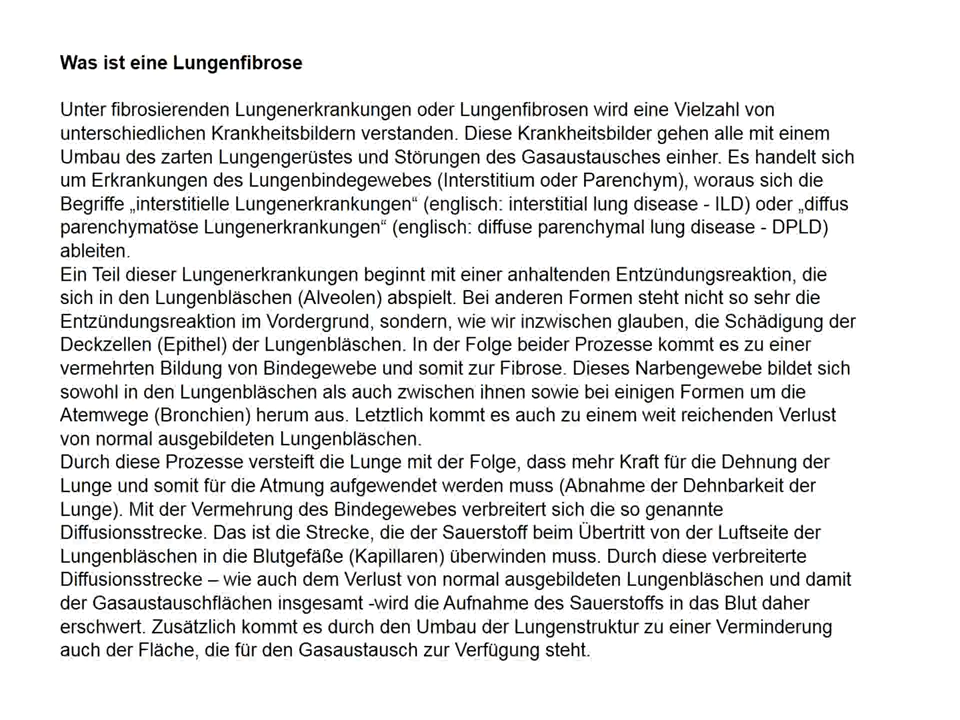 Was ist eine Lungenfibrose
Unter fibrosierenden Lungenerkrankungen oder Lungenfibrosen wird eine Vielzahl von
unterschiedlichen Krankheitsbildern verstanden. Diese Krankheitsbilder gehen alle mit einem
Umbau des zarten Lungengerüstes und Störungen des Gasaustausches einher. Es handelt sich
um Erkrankungen des Lungenbindegewebes (Interstitium oder Parenchym), woraus sich die
Begriffe „interstitielle Lungenerkrankungen“ (englisch: interstitial lung disease - ILD) oder „diffus
parenchymatöse Lungenerkrankungen“ (englisch: diffuse parenchymal lung disease - DPLD)
ableiten.
Ein Teil dieser Lungenerkrankungen beginnt mit einer anhaltenden Entzündungsreaktion, die
sich in den Lungenbläschen (Alveolen) abspielt. Bei anderen Formen steht nicht so sehr die
Entzündungsreaktion im Vordergrund, sondern, wie wir inzwischen glauben, die Schädigung der
Deckzellen (Epithel) der Lungenbläschen. In der Folge beider Prozesse kommt es zu einer
vermehrten Bildung von Bindegewebe und somit zur Fibrose. Dieses Narbengewebe bildet sich
sowohl in den Lungenbläschen als auch zwischen ihnen sowie bei einigen Formen um die
Atemwege (Bronchien) herum aus. Letztlich kommt es auch zu einem weit reichenden Verlust
von normal ausgebildeten Lungenbläschen.
Durch diese Prozesse versteift die Lunge mit der Folge, dass mehr Kraft für die Dehnung der
Lunge und somit für die Atmung aufgewendet werden muss (Abnahme der Dehnbarkeit der
Lunge). Mit der Vermehrung des Bindegewebes verbreitert sich die so genannte
Diffusionsstrecke. Das ist die Strecke, die der Sauerstoff beim Übertritt von der Luftseite der
Lungenbläschen in die Blutgefäße (Kapillaren) überwinden muss. Durch diese verbreiterte
Diffusionsstrecke – wie auch dem Verlust von normal ausgebildeten Lungenbläschen und damit
der Gasaustauschflächen insgesamt -wird die Aufnahme des Sauerstoffs in das Blut daher
erschwert. Zusätzlich kommt es durch den Umbau der Lungenstruktur zu einer Verminderung
auch der Fläche, die für den Gasaustausch zur Verfügung steht.